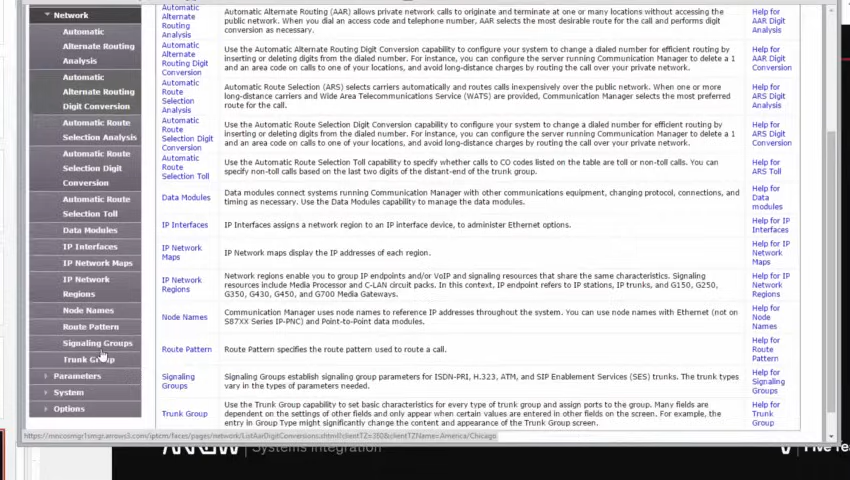 Network
Automatic
Alternate Routing
Analysis
Automatic
Alternate Routing
Digit Conversion
Automatic Route
Selection Analysis
Automatic Route
Selection Digit
Conversion
Automatic Route
Selection Toll
Data Modules
IP Interfaces
IP Network Maps
IP Network
Regions
Node Names
Route Pattern
Signaling Groups
Trunk Group
Parameters
System
Options
Automatic
Alternate
Routing
Analysis
Automatic Alternate Routing (AAR) allows private network calls to originate and terminate at one or many locations without accessing the
public network. When you dial an access code and telephone number, AAR selects the most desirable route for the call and performs digit
conversion as necessary.
Help for
AAR Digit
Analysis
Automatic
Alternate
Routing Digit
Conversion
Use the Automatic Alternate Routing Digit Conversion capability to configure your system to change a dialed number for efficient routing by
inserting or deleting digits from the dialed number. For instance, you can configure the server running Communication Manager to delete a 1
and an area code on calls to one of your locations, and avoid long-distance charges by routing the call over your private network.
Help for
AAR Digit
Conversion
Automatic
Route
Selection
Analysis
Automatic Route Selection (ARS) selects carriers automatically and routes calls inexpensively over the public network. When one or more
long-distance carriers and Wide Area Telecommunications Service (WATS) are provided, Communication Manager selects the most preferred
route for the call.
Help for
ARS Digit
Analysis
Automatic
Route
Selection Digit
Conversion
Use the Automatic Route Selection Digit Conversion capability to configure your system to change a dialed number for efficient routing by
inserting or deleting digits from the dialed number. For instance, you can configure the server running Communication Manager to delete a 1
and an area code on calls to one of your locations, and avoid long-distance charges by routing the call over your private network.
Help for
ARS Digit
Conversion
Automatic
Route
Selection Toll
Use the Automatic Route Selection Toll capability to specify whether calls to CO codes listed on the table are toll or non-toll calls. You can
specify non-toll calls based on the last two digits of the distant-end of the trunk group.
Help for
ARS Toll
Data Modules
Data modules connect systems running Communication Manager with other communications equipment, changing protocol, connections, and
timing as necessary. Use the Data Modules capability to manage the data modules.
Help for
Data
modules
IP Interfaces
IP Interfaces assigns a network region to an IP interface device, to administer Ethernet options.
Help for IP
Interfaces
IP Network
Maps
IP Network maps display the IP addresses of each region.
Help for IP
Network
Maps
IP Network
Regions
Network regions enable you to group IP endpoints and/or VoIP and signaling resources that share the same characteristics. Signaling
resources include Media Processor and C-LAN circuit packs. In this context, IP endpoint refers to IP stations, IP trunks, and G150, G250,
G350, G430, G450, and G700 Media Gateways.
Help for IP
Network
Regions
Node Names
Communication Manager uses node names to reference IP addresses throughout the system. You can use node names with Ethernet (not on
S87XX Series IP-PNC) and Point-to-Point data modules.
Help for
Node
Names
Route Pattern
Route Pattern specifies the route pattern used to route a call.
Help for
Route
Pattern
Signaling
Groups
Signaling Groups establish signaling group parameters for ISDN-PRI, H.323, ATM, and SIP Enablement Services (SES) trunks. The trunk types
vary in the types of parameters needed.
Help for
Signaling
Groups
Trunk Group
Use the Trunk Group capability to set basic characteristics for every type of trunk group and assign ports to the group. Many fields are
dependent on the settings of other fields and only appear when certain values are entered in other fields on the screen. For example, the
entry in Group Type might significantly change the content and appearance of the Trunk Group screen.
Help for
Trunk
Group
Systems Integration
Five